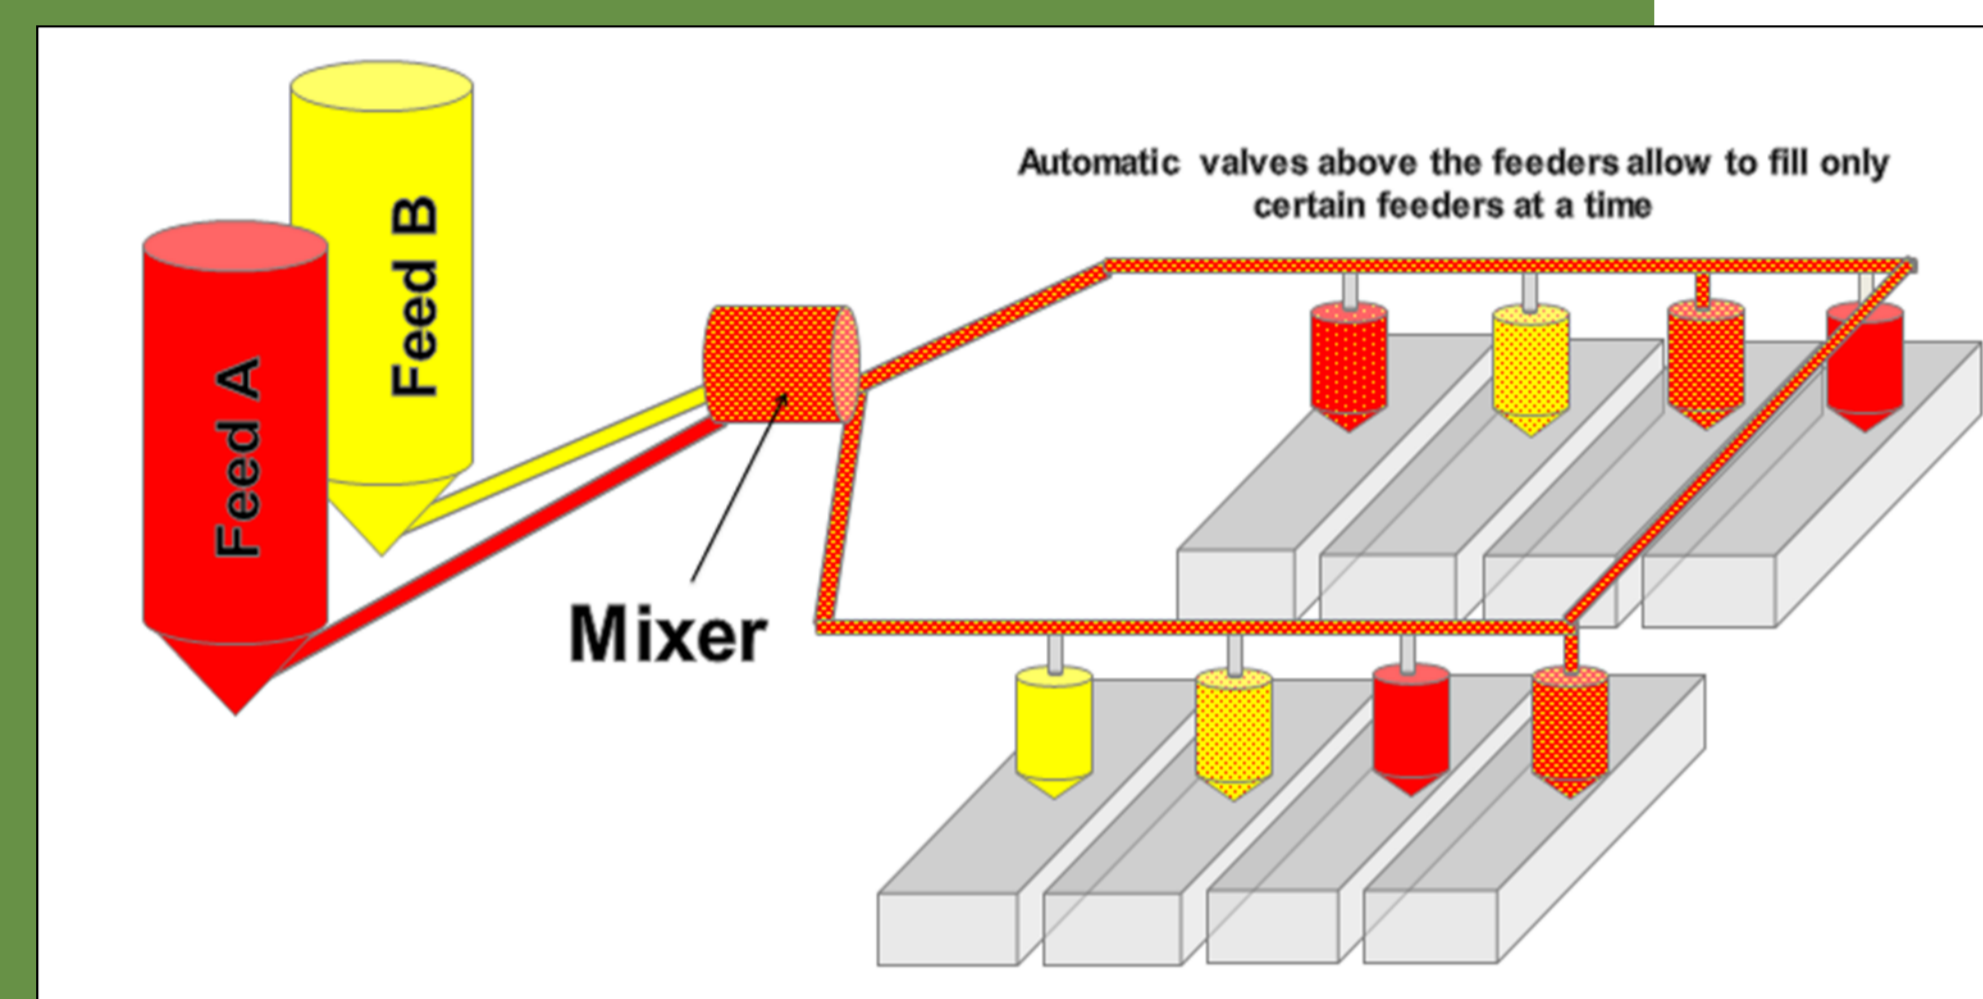 Feed B
Feed A
Automatic valves above the feeders allow to fill only
certain feeders at a time
Mixer